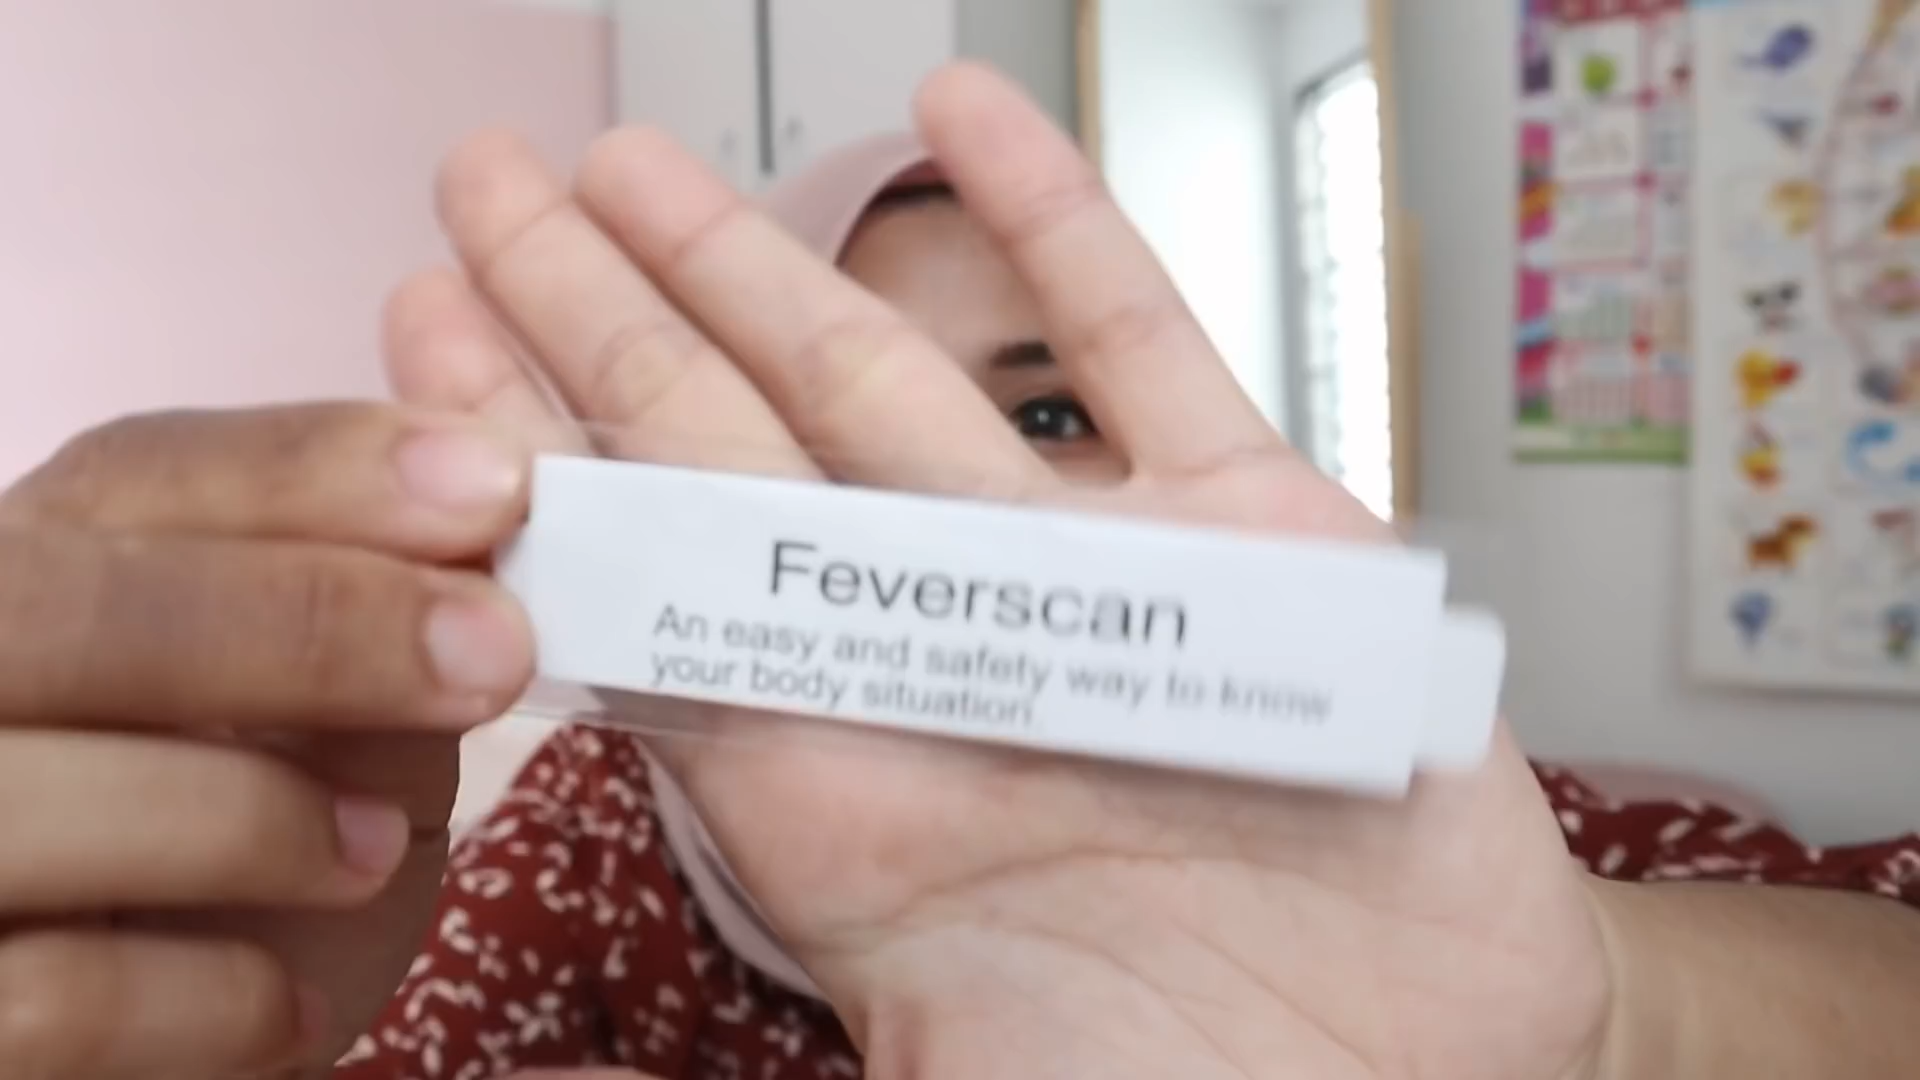 Feverscan
An easy and safety way to know
your body situation.